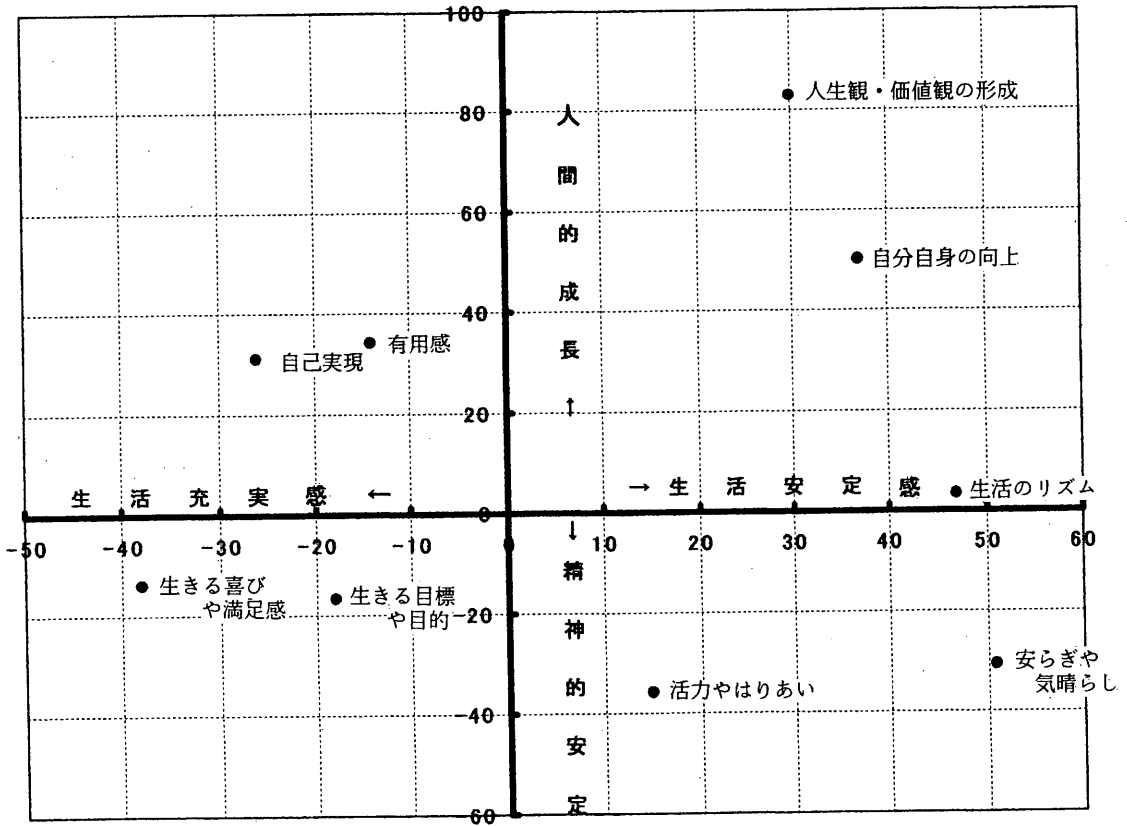 100
人生観・価値観の形成
80
人間的成長↑
60
自分自身の向上
40
有用感
自己実現
20
生活充実感 ←
→ 生活安定感
生活のリズム
0
-50 -40 -30 -20 -10 0 10 20 30 40 50 60
↓精神的安定
生きる喜び
や満足感
生きる目標
や目的
-20
安らぎや
気晴らし
活力やはりあい
-40
-60